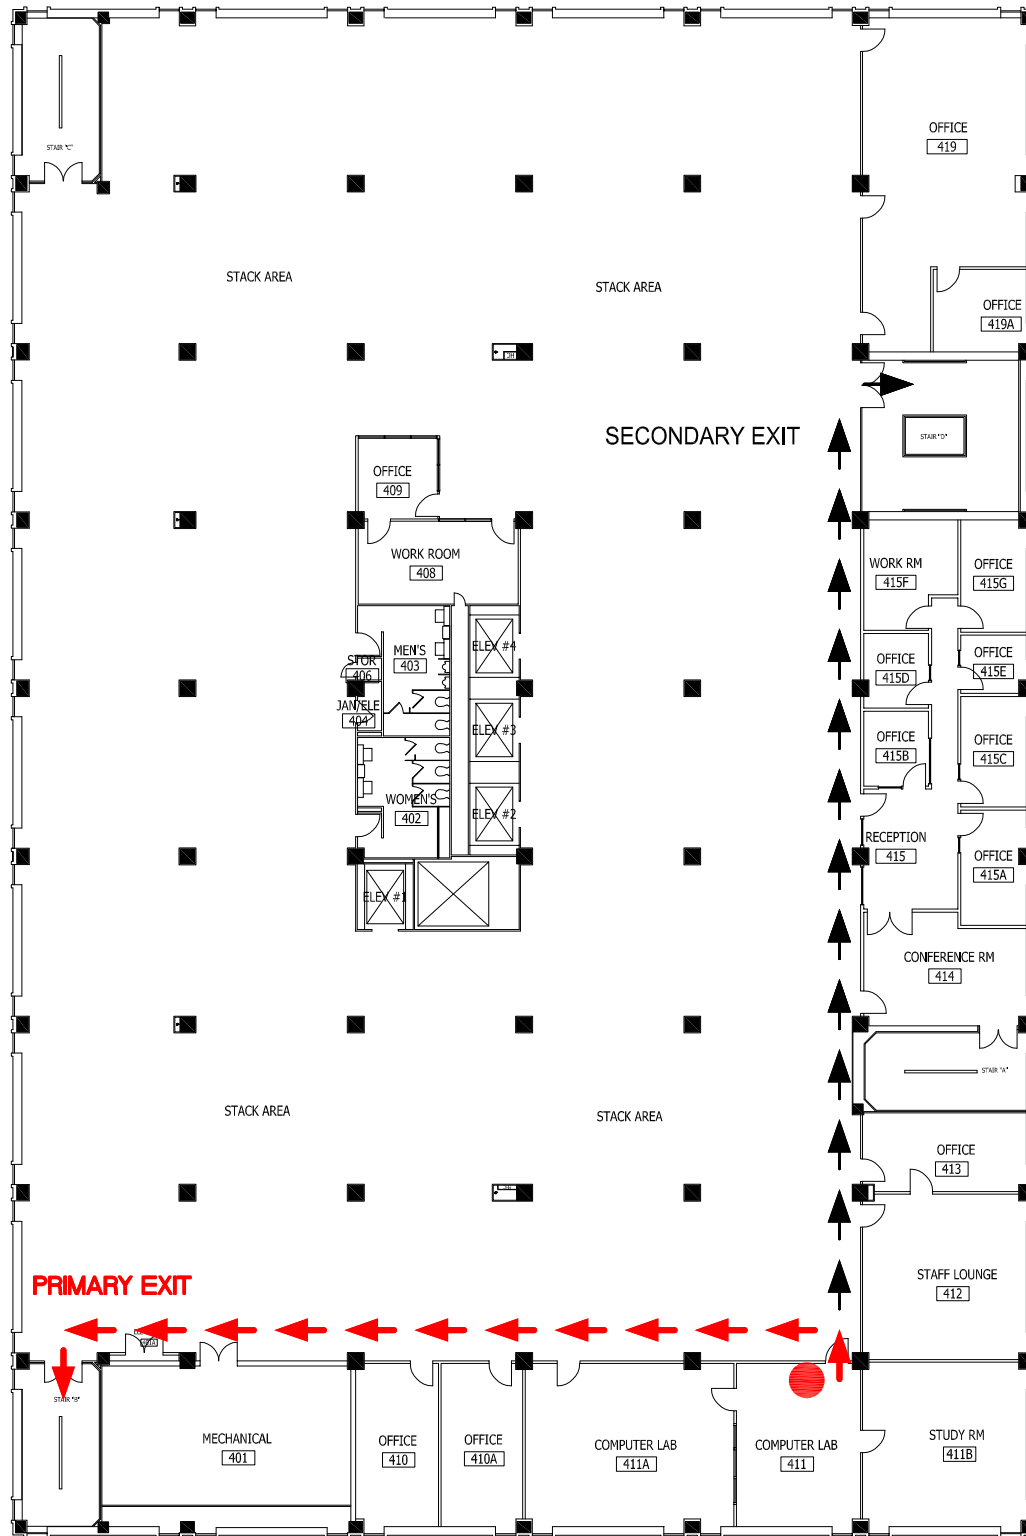 OFFICE
419
STAIR "C"
STACK AREA
STACK AREA
OFFICE
419A
SECONDARY EXIT
STAIR "D"
OFFICE
409
WORK ROOM
408
WORK RM
415F
OFFICE
415G
MEN'S
403
ELEV #4
STOR
406
OFFICE
415D
OFFICE
415E
JAN/ELE
404
ELEV #3
OFFICE
415B
OFFICE
415C
WOMEN'S
402
ELEV #2
RECEPTION
415
OFFICE
415A
ELEV #1
CONFERENCE RM
414
STAIR "A"
STACK AREA
STACK AREA
OFFICE
413
PRIMARY EXIT
STAFF LOUNGE
412
STAIR "B"
MECHANICAL
401
OFFICE
410
OFFICE
410A
COMPUTER LAB
411A
COMPUTER LAB
411
STUDY RM
411B